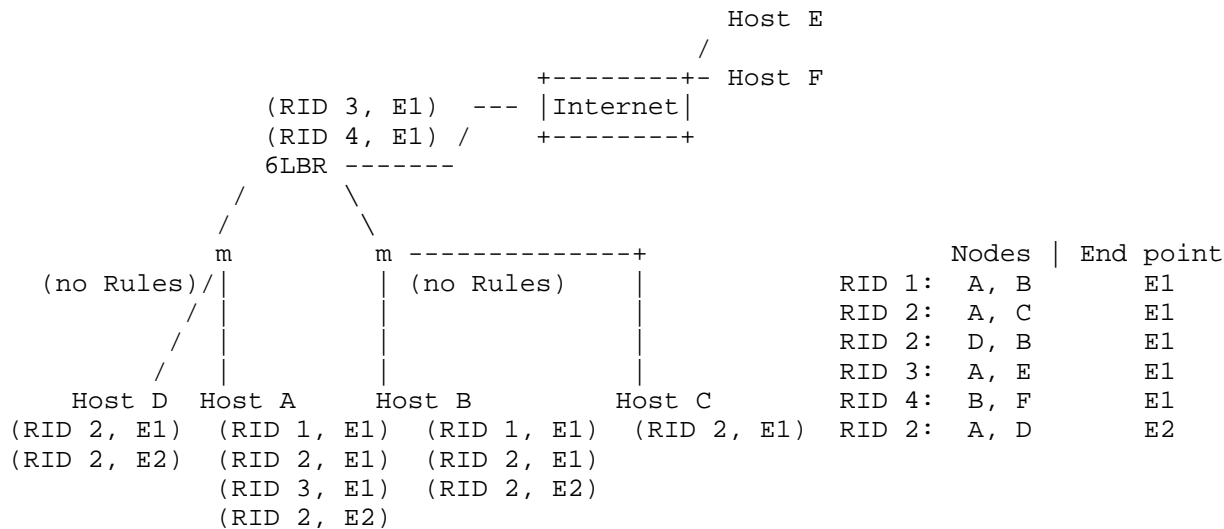 Host E
/
+--------+- Host F
(RID 3, E1) --- |Internet|
(RID 4, E1) / +--------+
6LBR -------
/ \
/ \
m m --------------+ Nodes | End point
(no Rules)/| | (no Rules) | RID 1: A, B E1
/ | | | RID 2: A, C E1
/ | | | RID 2: D, B E1
/ | | | RID 3: A, E E1
Host D Host A Host B Host C RID 4: B, F E1
(RID 2, E1) (RID 1, E1) (RID 1, E1) (RID 2, E1) RID 2: A, D E2
(RID 2, E2) (RID 2, E1) (RID 2, E1)
(RID 3, E1) (RID 2, E2)
(RID 2, E2)